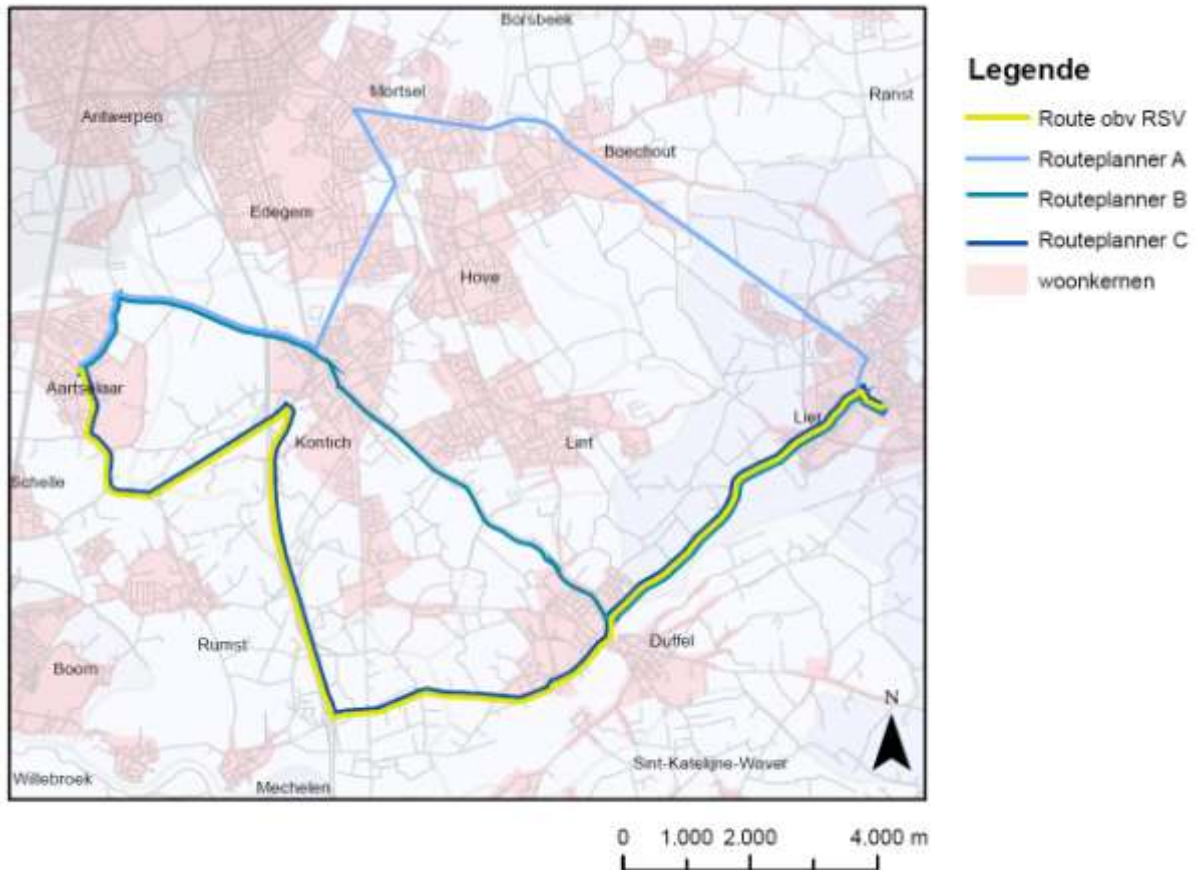 Borsbeek
Mortsel
Ranst
Antwerpen
Boechout
Edegem
Hove
Aartselaar
Lier
Kontich
Lint
Schelle
Rumst
Duffel
Boom
N
Sint-Katelijne-Waver
Willebroek
Mechelen
Legende
Route obv RSV
Routeplanner A
Routeplanner B
Routeplanner C
woonkernen
0 1.000 2.000 4.000 m